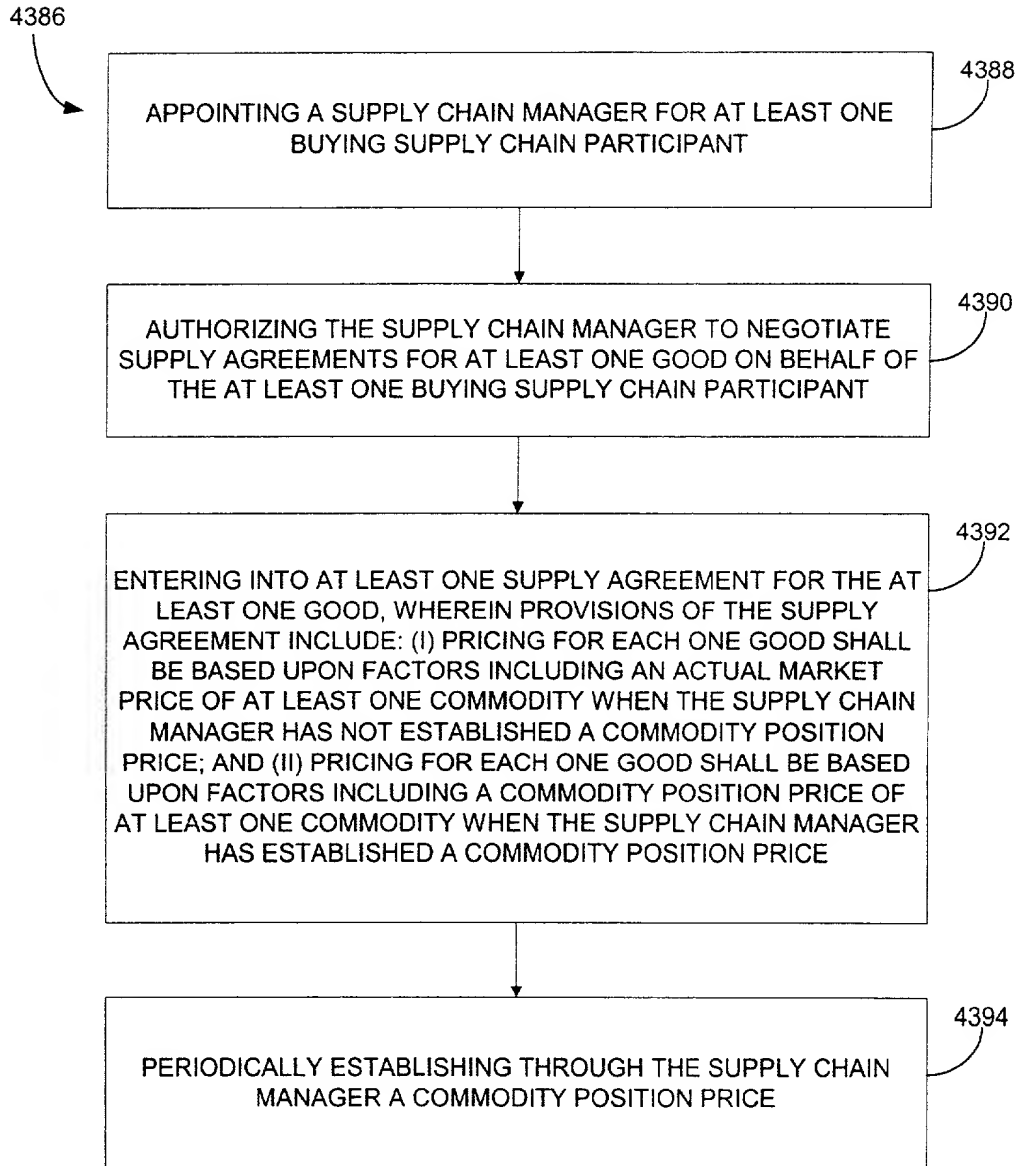 4386
4388
APPOINTING A SUPPLY CHAIN MANAGER FOR AT LEAST ONE
BUYING SUPPLY CHAIN PARTICIPANT
4390
AUTHORIZING THE SUPPLY CHAIN MANAGER TO NEGOTIATE
SUPPLY AGREEMENTS FOR AT LEAST ONE GOOD ON BEHALF OF
THE AT LEAST ONE BUYING SUPPLY CHAIN PARTICIPANT
4392
ENTERING INTO AT LEAST ONE SUPPLY AGREEMENT FOR THE AT
LEAST ONE GOOD, WHEREIN PROVISIONS OF THE SUPPLY
AGREEMENT INCLUDE: (I) PRICING FOR EACH ONE GOOD SHALL
BE BASED UPON FACTORS INCLUDING AN ACTUAL MARKET
PRICE OF AT LEAST ONE COMMODITY WHEN THE SUPPLY CHAIN
MANAGER HAS NOT ESTABLISHED A COMMODITY POSITION
PRICE; AND (II) PRICING FOR EACH ONE GOOD SHALL BE BASED
UPON FACTORS INCLUDING A COMMODITY POSITION PRICE OF
AT LEAST ONE COMMODITY WHEN THE SUPPLY CHAIN MANAGER
HAS ESTABLISHED A COMMODITY POSITION PRICE
4394
PERIODICALLY ESTABLISHING THROUGH THE SUPPLY CHAIN
MANAGER A COMMODITY POSITION PRICE